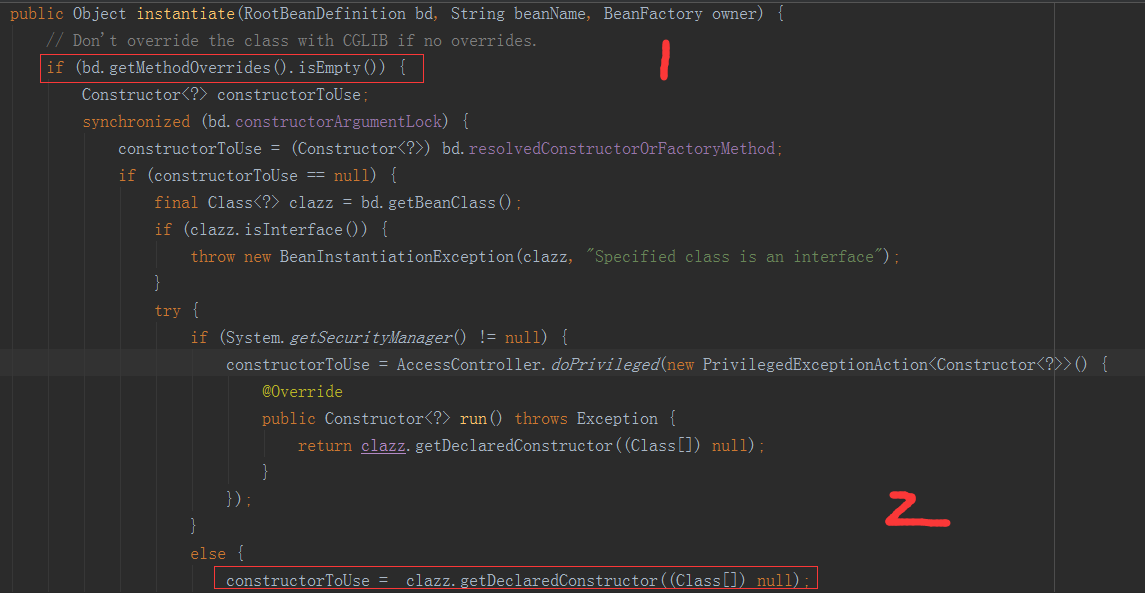 public Object instantiate(RootBeanDefinition bd, String beanName, BeanFactory owner) {
// Don't override the class with CGLIB if no overrides.
1
if (bd.getMethodOverrides().isEmpty()) {
Constructor<?> constructorToUse;
synchronized (bd.constructorArgumentLock) {
constructorToUse = (Constructor<?>) bd.resolvedConstructorOrFactoryMethod;
if (constructorToUse == null) {
final Class<?> clazz = bd.getBeanClass();
if (clazz.isInterface()) {
throw new BeanInstantiationException(clazz, "Specified class is an interface");
}
try {
if (System.getSecurityManager() != null) {
constructorToUse = AccessController.doPrivileged(new PrivilegedExceptionAction<Constructor<?>>() {
@Override
public Constructor<?> run() throws Exception {
return clazz.getDeclaredConstructor((Class[]) null);
}
});
2
}
else {
constructorToUse =  clazz.getDeclaredConstructor((Class[]) null);